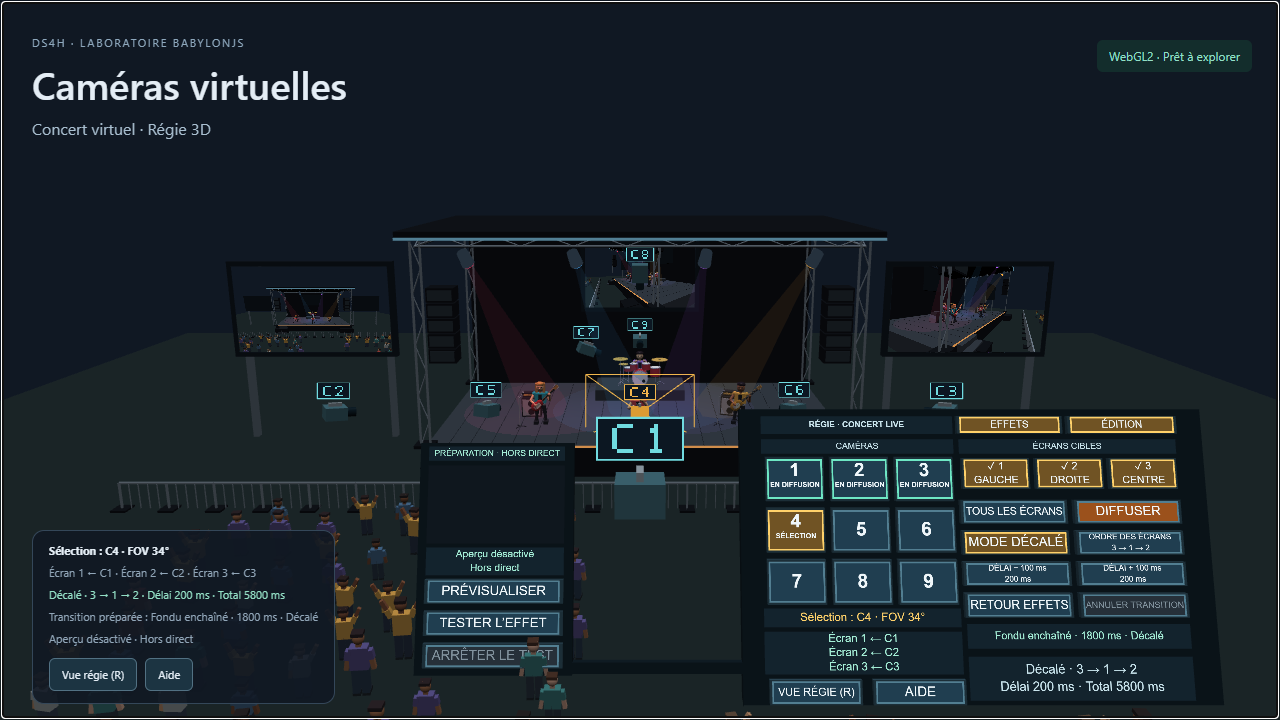 DS4H · LABORATOIRE BABYLONJS
Caméras virtuelles
Concert virtuel · Régie 3D
WebGL2 · Prêt à explorer
C8
C7
C9
C2
C5
C4
C6
C3
C1
PRÉPARATION · HORS DIRECT
Aperçu désactivé
Hors direct
PRÉVISUALISER
TESTER L'EFFET
ARRÊTER LE TEST
RÉGIE · CONCERT LIVE
EFFETS
ÉDITION
CAMÉRAS
ÉCRANS CIBLES
1
EN DIFFUSION
2
EN DIFFUSION
3
EN DIFFUSION
✓ 1
GAUCHE
✓ 2
DROITE
✓ 3
CENTRE
4
SÉLECTION
5
6
TOUS LES ÉCRANS
DIFFUSER
MODE DÉCALÉ
ORDRE DES ÉCRANS
3 → 1 → 2
7
8
9
DÉLAI − 100 ms
200 ms
DÉLAI + 100 ms
200 ms
RETOUR EFFETS
ANNULER TRANSITION
Sélection : C4 · FOV 34°
Écran 1 ← C1
Écran 2 ← C2
Écran 3 ← C3
Fondu enchaîné · 1800 ms · Décalé
Décalé · 3 → 1 → 2
Délai 200 ms · Total 5800 ms
VUE RÉGIE (R)
AIDE
Sélection : C4 · FOV 34°
Écran 1 ← C1 · Écran 2 ← C2 · Écran 3 ← C3
Décalé · 3 → 1 → 2 · Délai 200 ms · Total 5800 ms
Transition préparée : Fondu enchaîné · 1800 ms · Décalé
Aperçu désactivé · Hors direct
Vue régie (R)
Aide